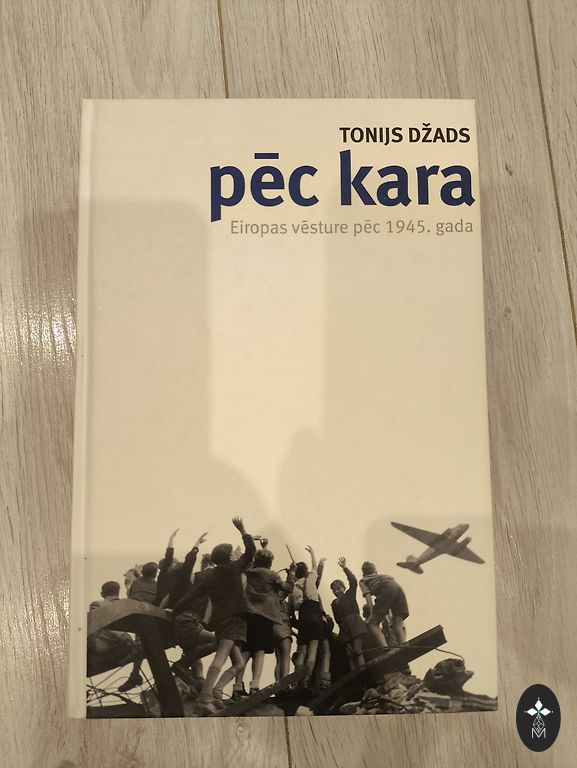 TONIJS DŽADS
pēc kara
Eiropas vēsture pēc 1945. gada